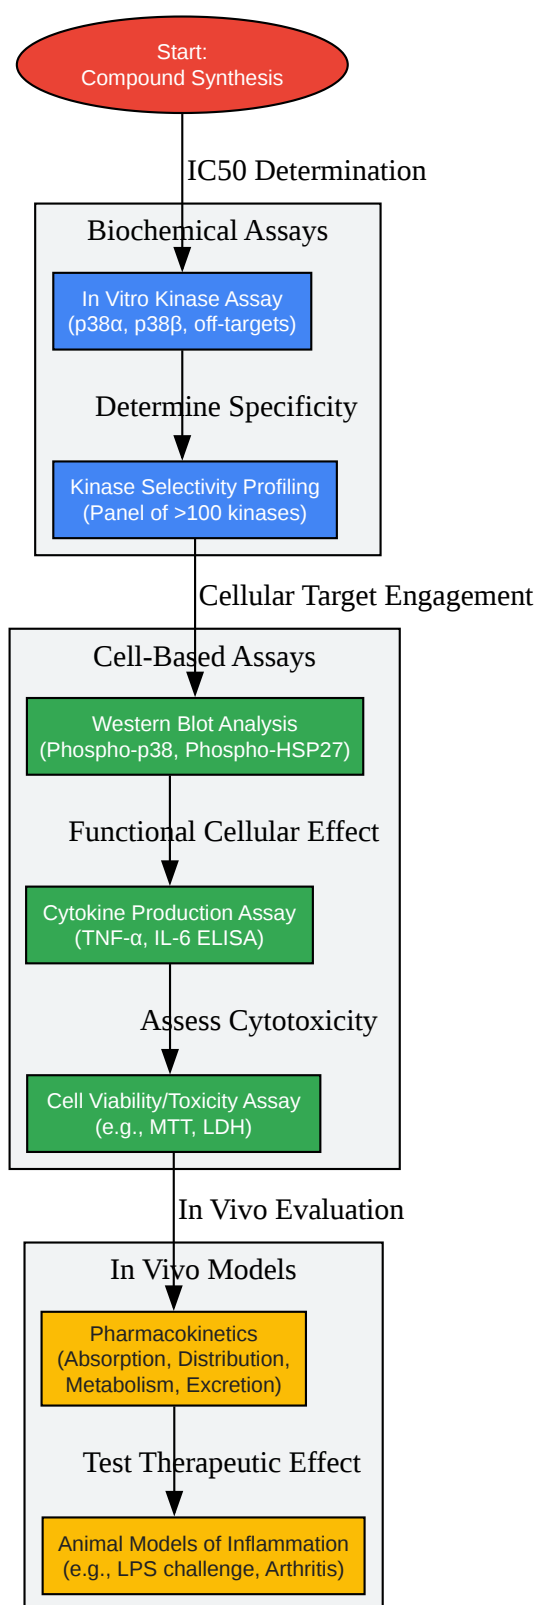 Start:
Compound Synthesis
IC50 Determination
Biochemical Assays
In Vitro Kinase Assay
(p38α, p38β, off-targets)
Determine Specificity
Kinase Selectivity Profiling
(Panel of >100 kinases)
Cellular Target Engagement
Cell-Based Assays
Western Blot Analysis
(Phospho-p38, Phospho-HSP27)
Functional Cellular Effect
Cytokine Production Assay
(TNF-α, IL-6 ELISA)
Assess Cytotoxicity
Cell Viability/Toxicity Assay
(e.g., MTT, LDH)
In Vivo Evaluation
In Vivo Models
Pharmacokinetics
(Absorption, Distribution,
Metabolism, Excretion)
Test Therapeutic Effect
Animal Models of Inflammation
(e.g., LPS challenge, Arthritis)